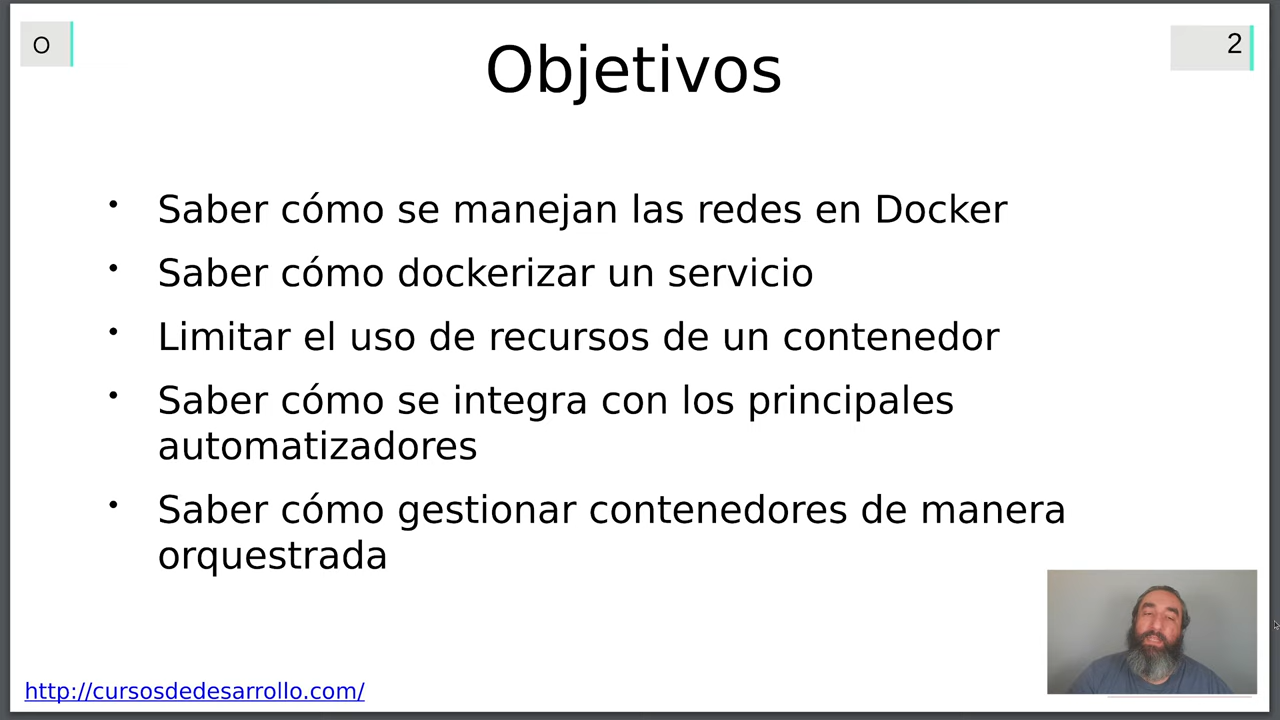 O
2
Objetivos
• Saber cómo se manejan las redes en Docker
• Saber cómo dockerizar un servicio
• Limitar el uso de recursos de un contenedor
• Saber cómo se integra con los principales
automatizadores
• Saber cómo gestionar contenedores de manera
orquestrada
http://cursosdedesarrollo.com/